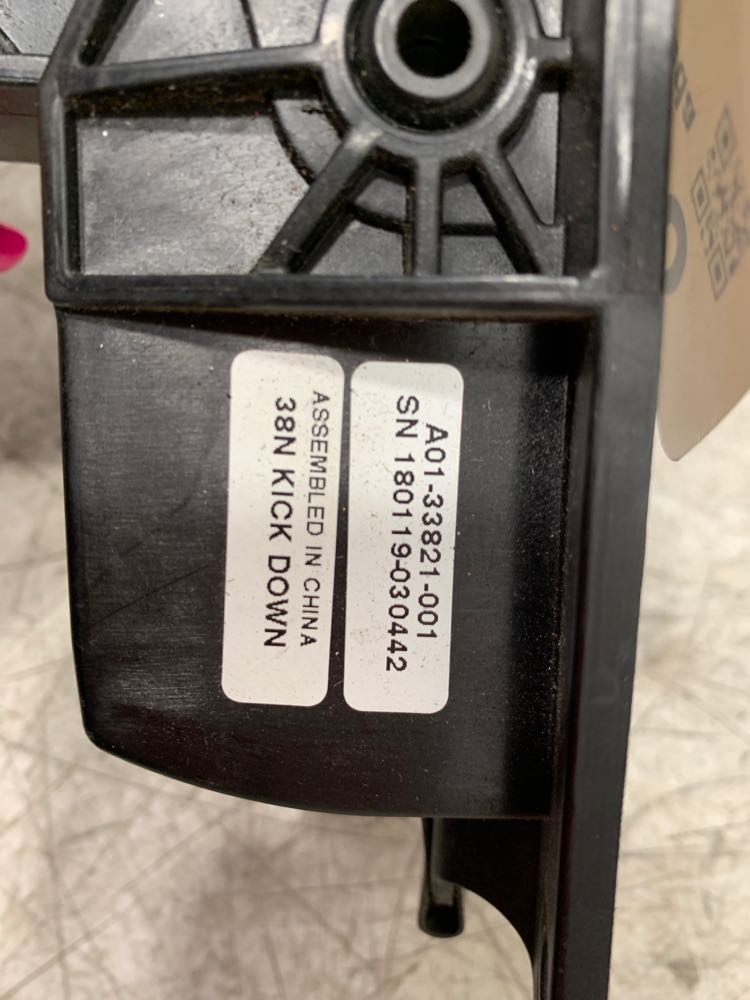 A01-33821-001
SN 180119-030442
ASSEMBLED IN CHINA
38N KICK DOWN